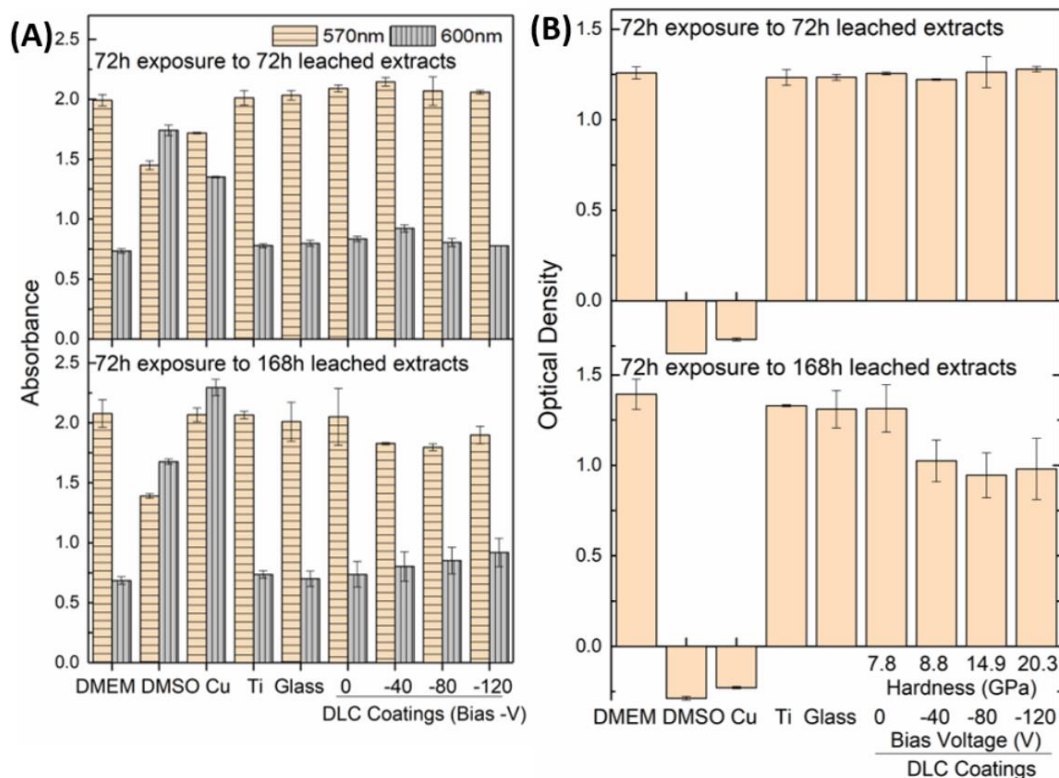 (A)
570nm 600nm
72h exposure to 72h leached extracts
2.5
2.0
1.5
1.0
0.5
0.0
72h exposure to 168h leached extracts
2.5
2.0
1.5
1.0
0.5
0.0
Absorbance
DMEM DMSO Cu Ti Glass 0 -40 -80 -120
DLC Coatings (Bias -V)
(B)
72h exposure to 72h leached extracts
1.5
1.0
0.5
0.0
72h exposure to 168h leached extracts
1.5
1.0
0.5
0.0
Optical Density
7.8 8.8 14.9 20.3
Hardness (GPa)
DMEM DMSO Cu Ti Glass 0 -40 -80 -120
Bias Voltage (V)
DLC Coatings